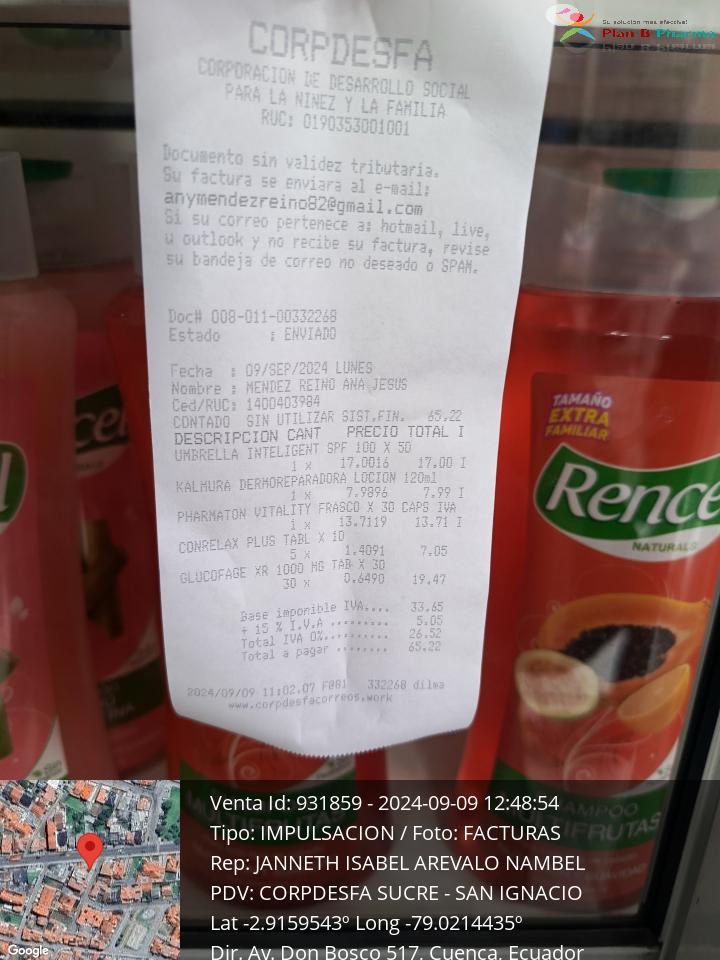 Su solución mas efectiva!
Plan B Pharma
CORPDESFA
CORPORACION DE DESARROLLO SOCIAL
PARA LA NINEZ Y LA FAMILIA
RUC: 0190353001001
Documento sin validez tributaria.
Su factura se enviara al e-mail:
anymendezreino82@gmail.com
Si su correo pertenece a: hotmail, live,
u outlook y no recibe su factura, revise
su bandeja de correo no deseado o SPAM.
Doc# 008-011-00332268
Estado : ENVIADO
Fecha : 09/SEP/2024 LUNES
Nombre : MENDEZ REINO ANA JESUS
Ced/RUC: 1400403984
CONTADO SIN UTILIZAR SIST.FIN. 65.22
DESCRIPCION CANT PRECIO TOTAL I
UMBRELLA INTELIGENT SPF 100 X 50
1 x 17.0016 17.00 I
KALMURA DERMOREPARADORA LOCION 120ml
1 x 7.9896 7.99 I
PHARMATON VITALITY FRASCO X 30 CAPS IVA
1 x 13.7119 13.71 I
CONRELAX PLUS TABL X 10
5 x 1.4091 7.05
GLUCOFAGE XR 1000 MG TAB X 30
30 x 0.6490 19.47
Base imponible IVA.... 33.65
+ 15 % I.V.A ......... 5.05
Total IVA 0%.......... 26.52
Total a pagar ........ 65.22
2024/09/09 11:02.07 F@81 332268 dilma
www.corpdesfacorreos.work
TAMAÑO
EXTRA
FAMILIAR
Rence
NATURALS
Venta Id: 931859 - 2024-09-09 12:48:54
Tipo: IMPULSACION / Foto: FACTURAS
Rep: JANNETH ISABEL AREVALO NAMBEL
PDV: CORPDESFA SUCRE - SAN IGNACIO
Lat -2.9159543º Long -79.0214435º
Dir. Av. Don Bosco 517, Cuenca, Ecuador
Google